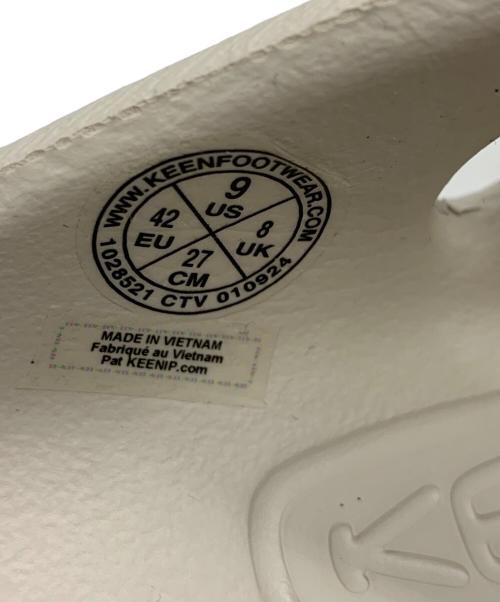 WWW.KEENFOOTWEAR.COM
9
US
42
EU
8
UK
27
CM
1028521 CTV 010924
MADE IN VIETNAM
Fabriqué au Vietnam
Pat KEENIP.com
KE